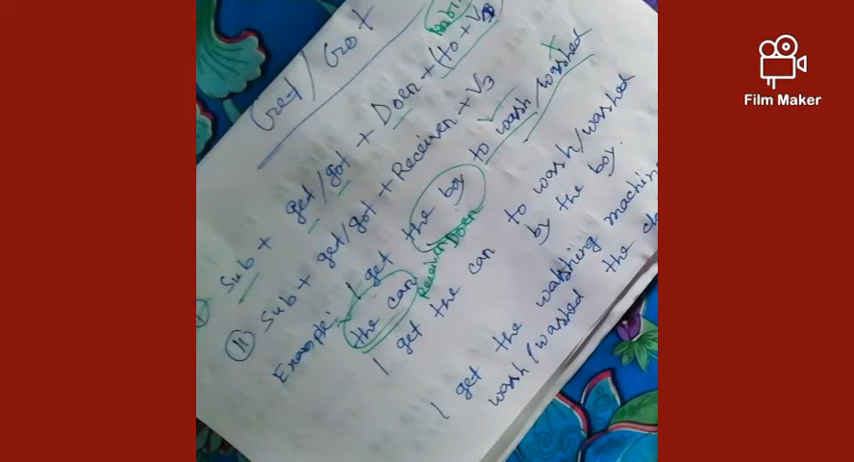 Get/Got
(I) Sub + get/got + Doer + (to + V
(II) Sub + get/got + Receiver + V3
Example: I get the boy to wash/washed
the car.
Doer
Receiver
I get the car to wash/washed
by the boy.
I get the washing machine
wash/washed the
Film Maker